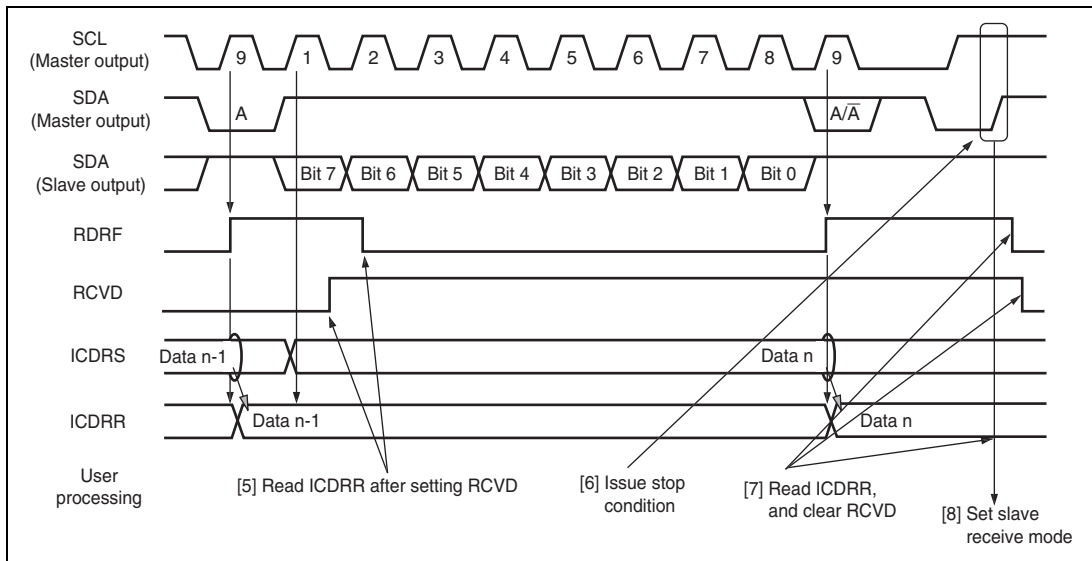 SCL
(Master output)
9 1 2 3 4 5 6 7 8 9
SDA
(Master output)
A A/A̅
SDA
(Slave output)
Bit 7 Bit 6 Bit 5 Bit 4 Bit 3 Bit 2 Bit 1 Bit 0
RDRF
RCVD
ICDRS
Data n-1 Data n
ICDRR
Data n-1 Data n
User
processing
[5] Read ICDRR after setting RCVD
[6] Issue stop
condition
[7] Read ICDRR,
and clear RCVD
[8] Set slave
receive mode